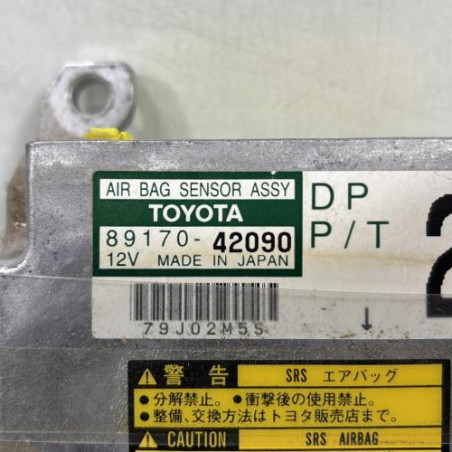 AIR BAG SENSOR ASSY
TOYOTA
89170-42090
12V MADE IN JAPAN
DP
P/T
2
79J02M5S
↓
⚠ 警告 SRS エアバッグ
●分解禁止。●衝撃後の使用禁止。
●整備、交換方法はトヨタ販売店まで。
⚠ CAUTION SRS AIRBAG